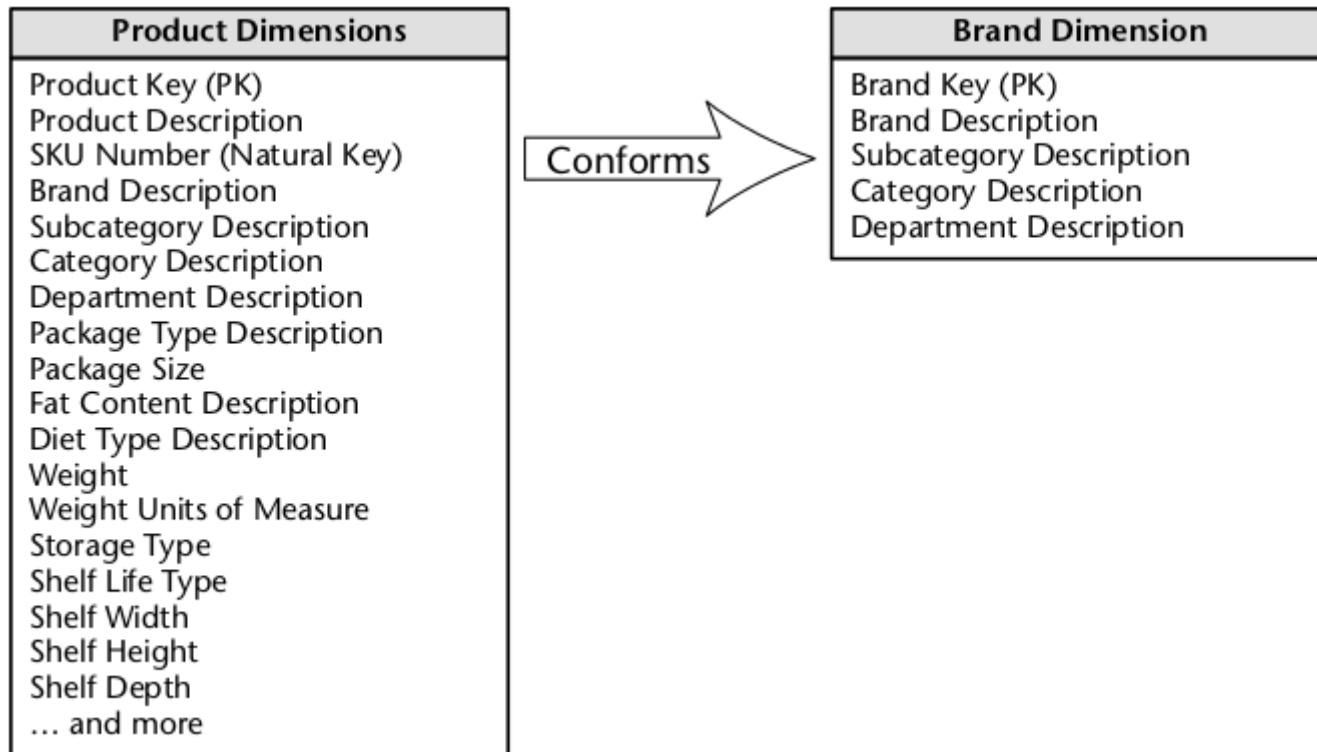 Product Dimensions
Product Key (PK)
Product Description
SKU Number (Natural Key)
Brand Description
Subcategory Description
Category Description
Department Description
Package Type Description
Package Size
Fat Content Description
Diet Type Description
Weight
Weight Units of Measure
Storage Type
Shelf Life Type
Shelf Width
Shelf Height
Shelf Depth
... and more
Conforms
Brand Dimension
Brand Key (PK)
Brand Description
Subcategory Description
Category Description
Department Description